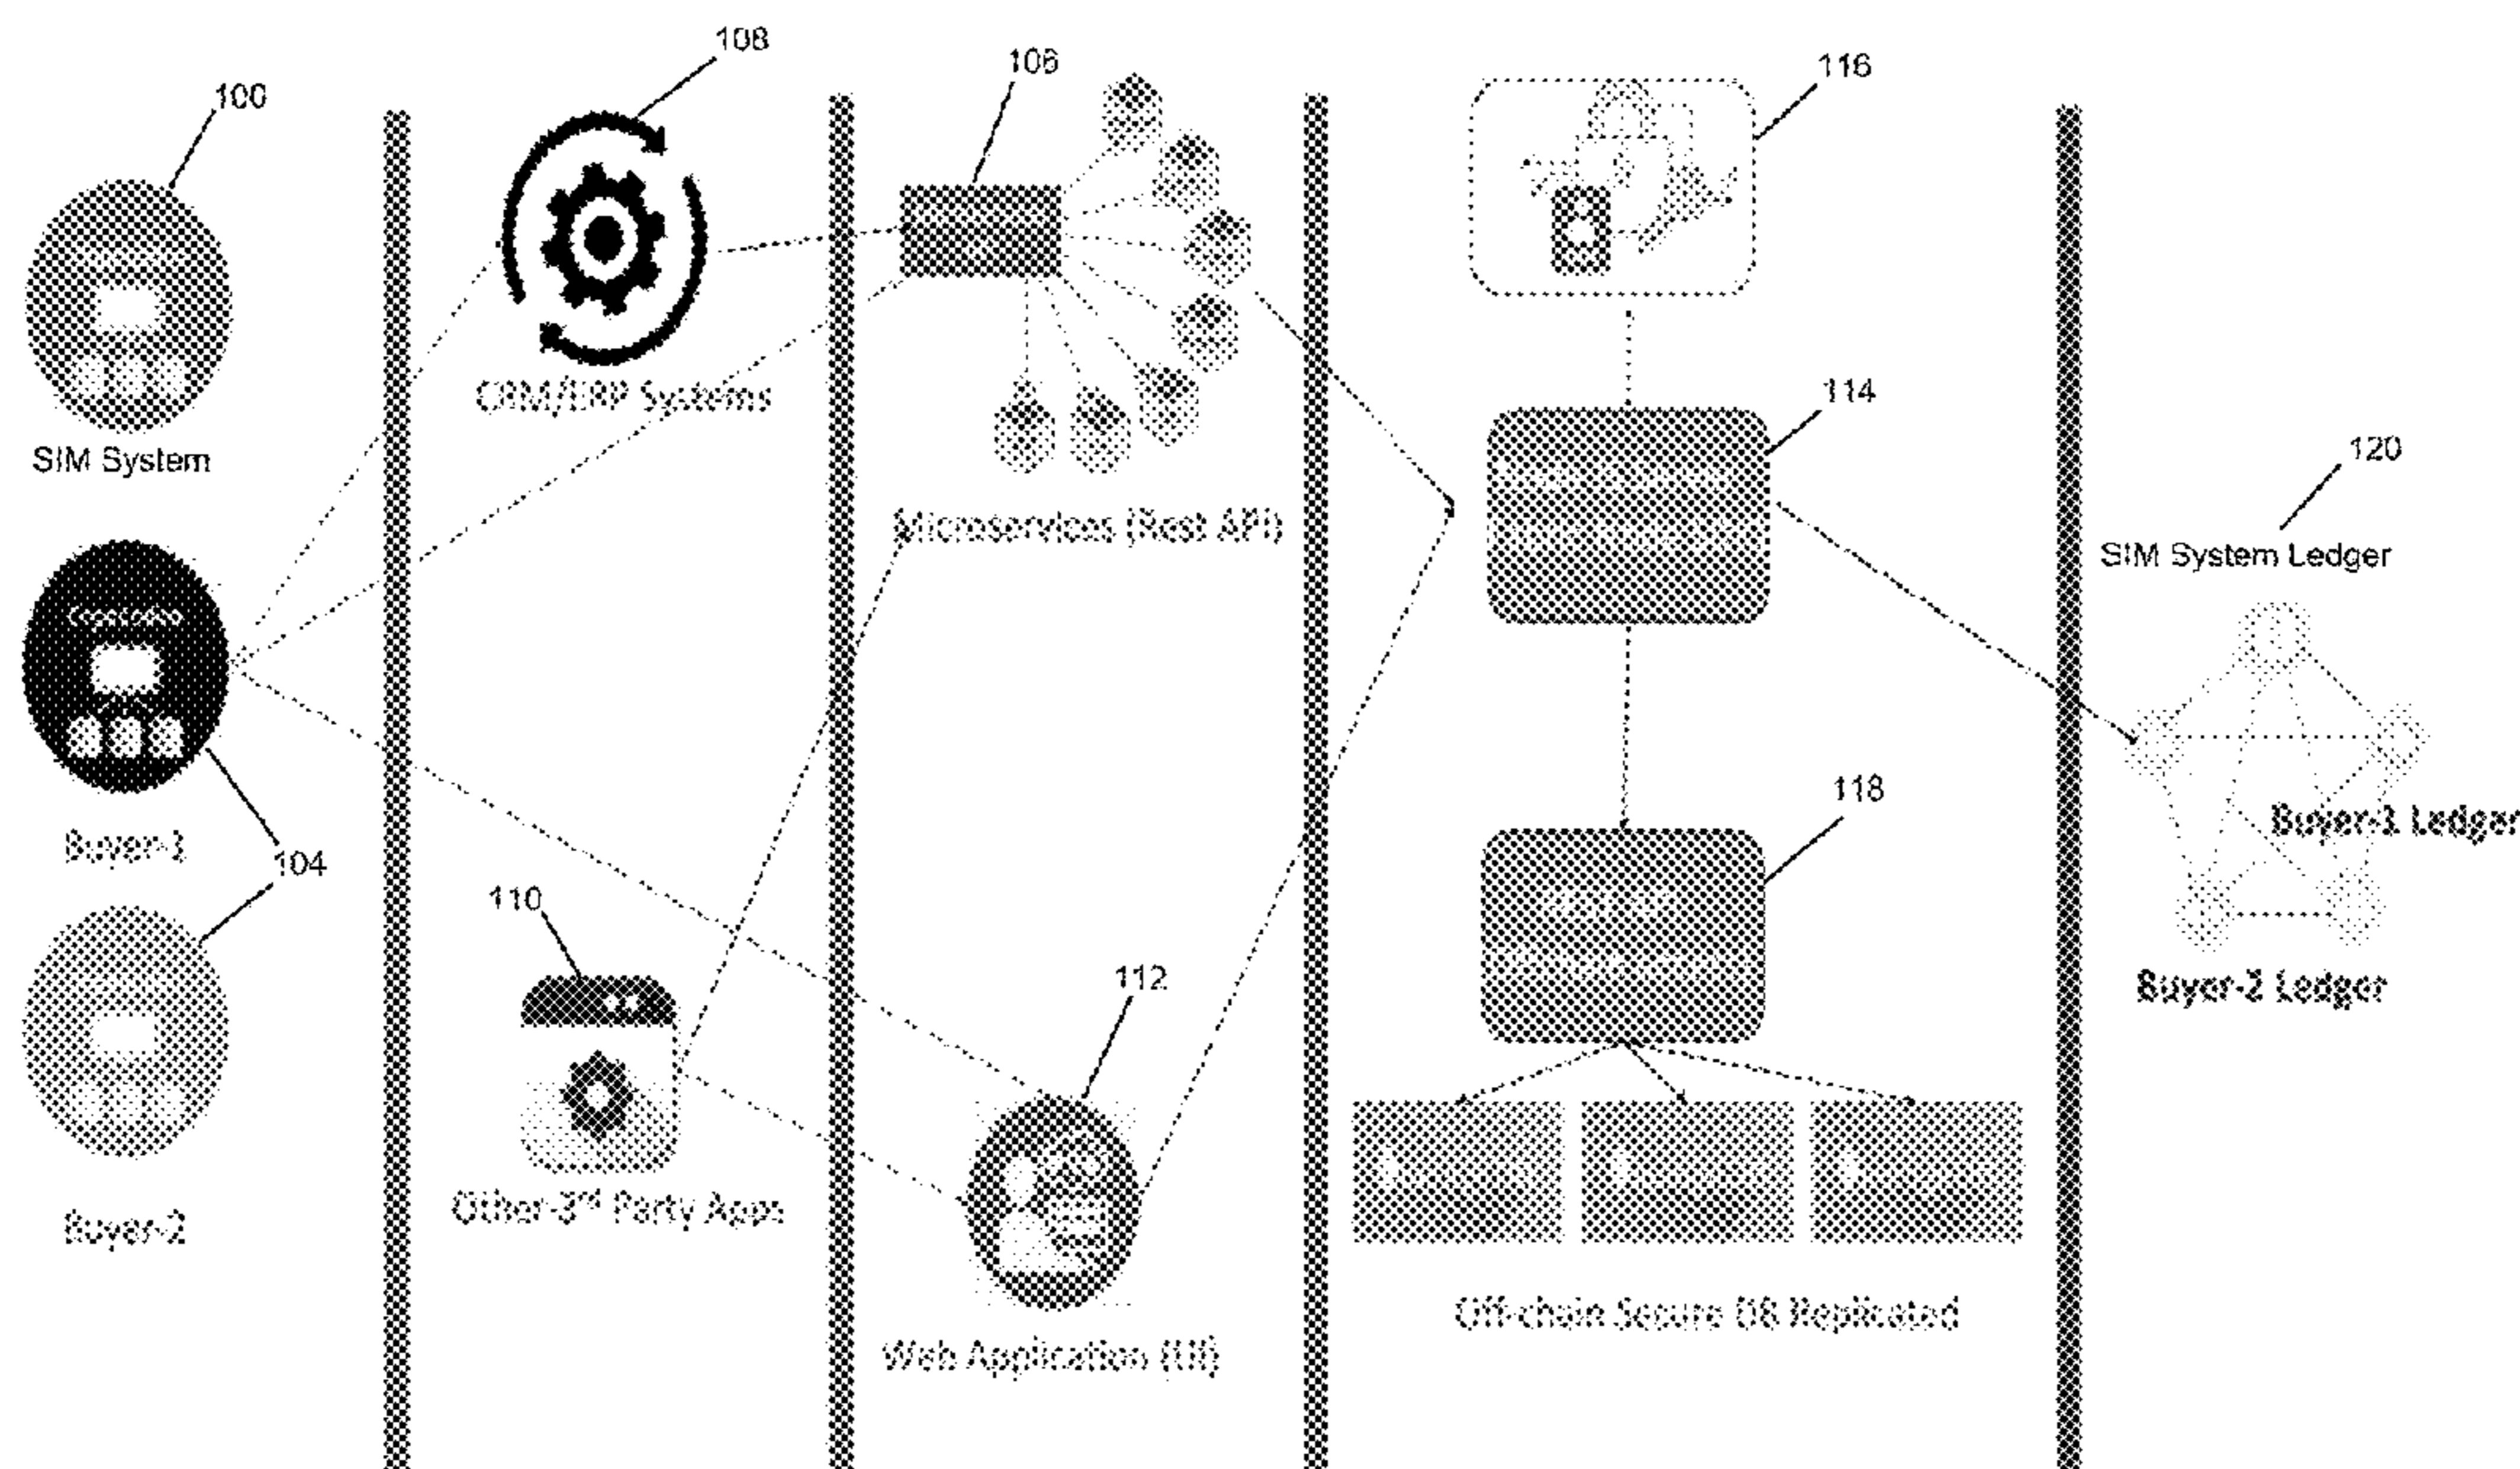 108
106
116
100
CRM/ERP Systems
114
SIM System
120
Microservices (Rest API)
SIM System Ledger
118
Buyer-1 Ledger
Buyer-1
104
110
112
Buyer-2 Ledger
Other-3rd Party Apps
Buyer-2
Off-chain Secure DB Replicated
Web Application (UI)